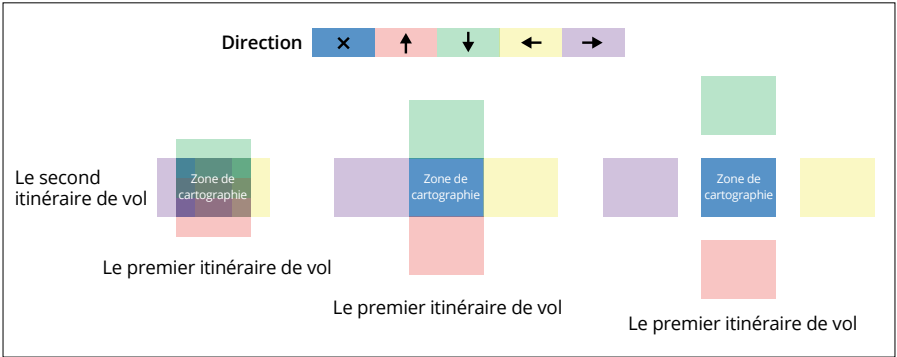 Direction
Zone de
cartographie
Zone de
cartographie
Zone de
cartographie
Le second
itinéraire de vol
Le premier itinéraire de vol
Le premier itinéraire de vol
Le premier itinéraire de vol